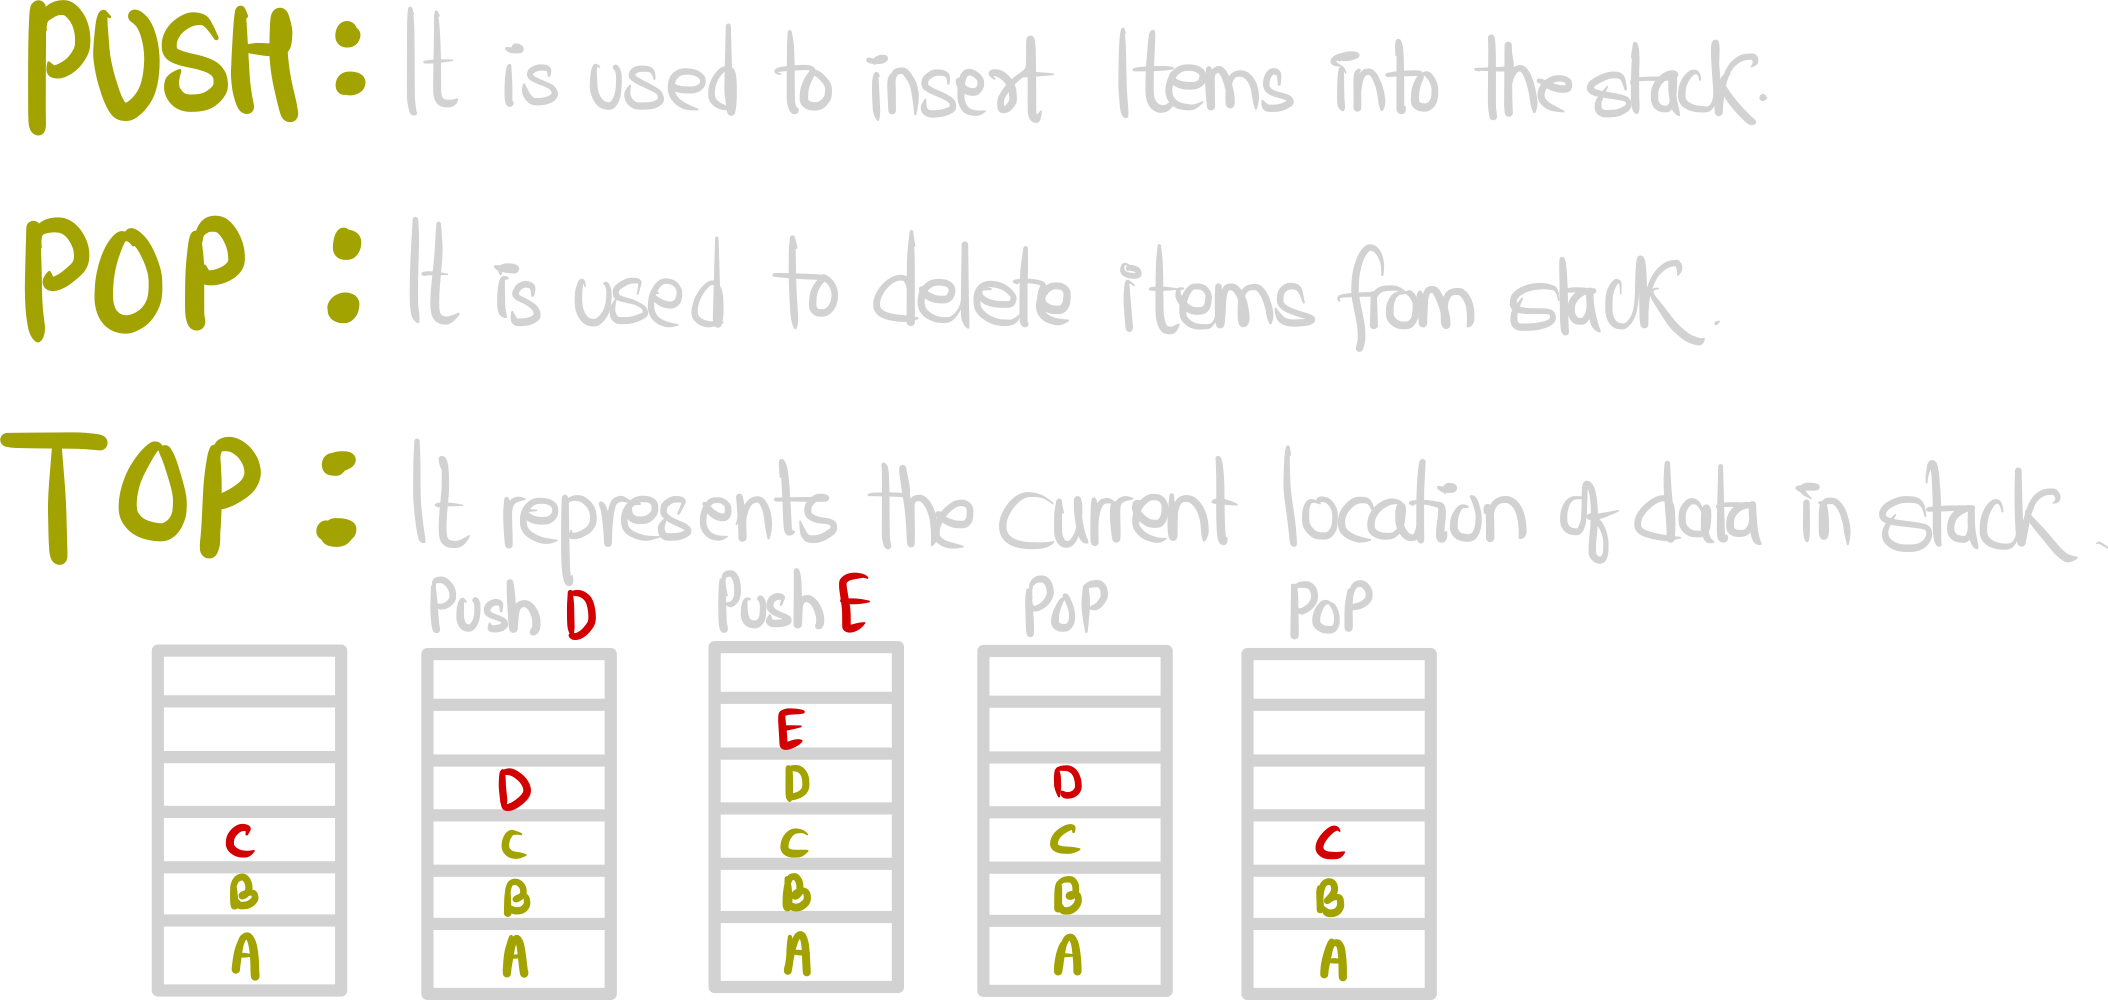 PUSH : It is used to insert Items into the stack.
POP : It is used to delete items from stack.
TOP : It represents the current location of data in stack.
Push D Push E POP POP
E
D D D
C C C C C
B B B B B
A A A A A